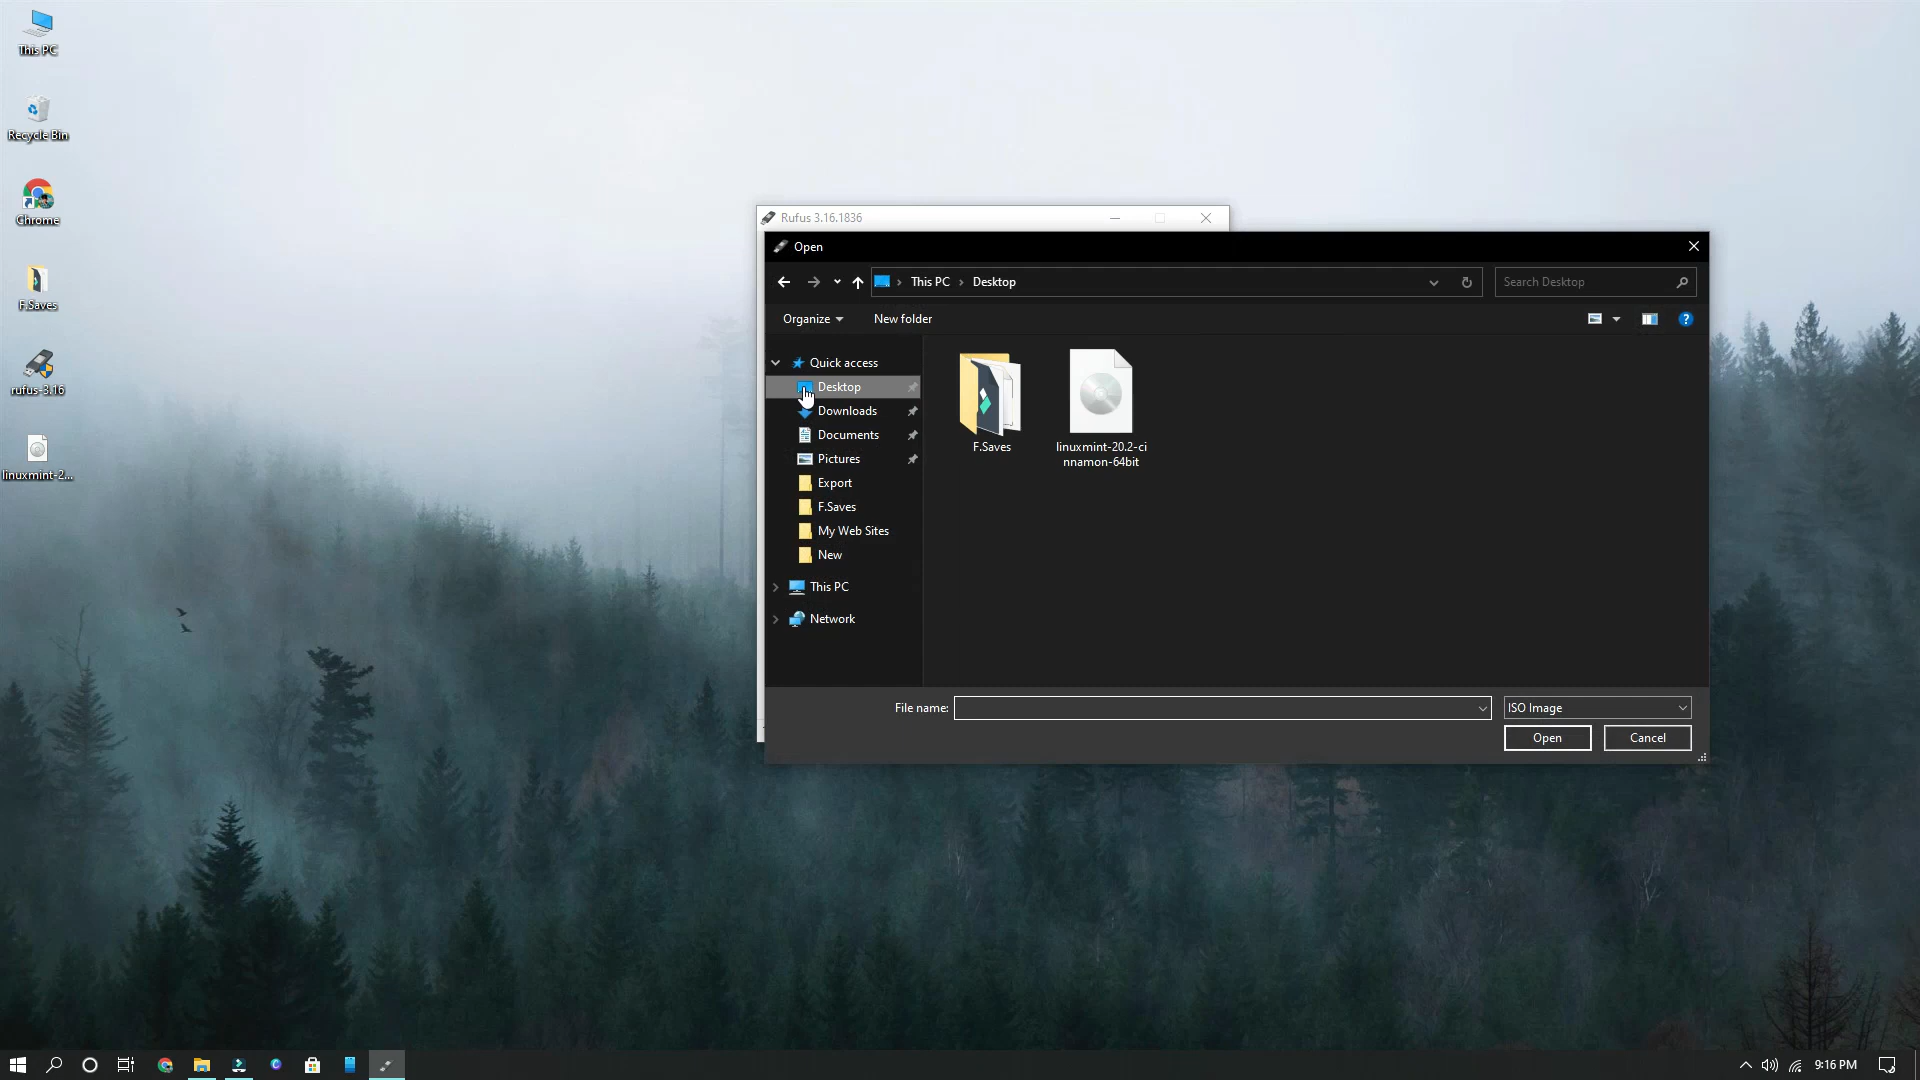 This PC
Recycle Bin
Chrome
F.Saves
rufus-3.16
linuxmint-2...
Rufus 3.16.1836
Open
This PC
Desktop
Search Desktop
Organize
New folder
Quick access
Desktop
Downloads
Documents
Pictures
Export
F.Saves
My Web Sites
New
This PC
Network
F.Saves
linuxmint-20.2-ci
nnamon-64bit
File name:
ISO Image
Open
Cancel
9:16 PM